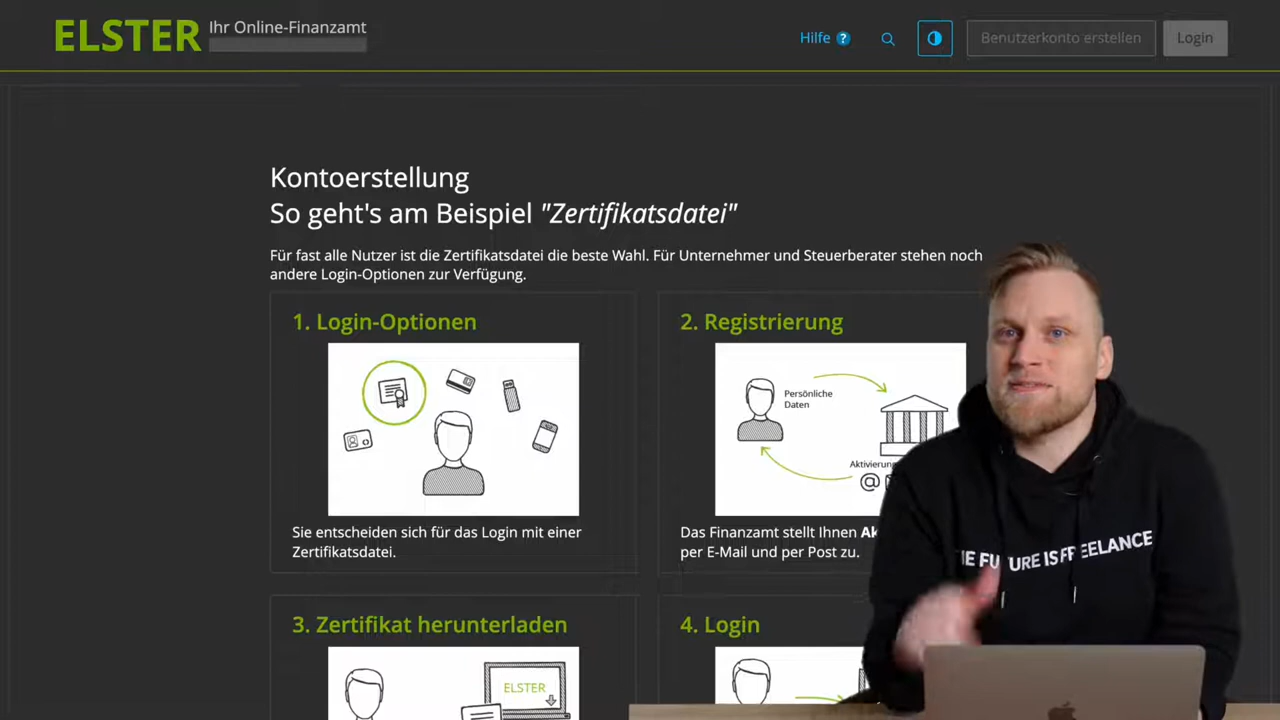 ELSTER
Ihr Online-Finanzamt
Hilfe ?
Benutzerkonto erstellen
Login
Kontoerstellung
So geht's am Beispiel "Zertifikatsdatei"
Für fast alle Nutzer ist die Zertifikatsdatei die beste Wahl. Für Unternehmer und Steuerberater stehen noch
andere Login-Optionen zur Verfügung.
1. Login-Optionen
Sie entscheiden sich für das Login mit einer
Zertifikatsdatei.
2. Registrierung
Persönliche
Daten
@
Das Finanzamt stellt Ihnen
per E-Mail und per Post zu.
3. Zertifikat herunterladen
ELSTER
4. Login
FUTURE IS FREELANCE